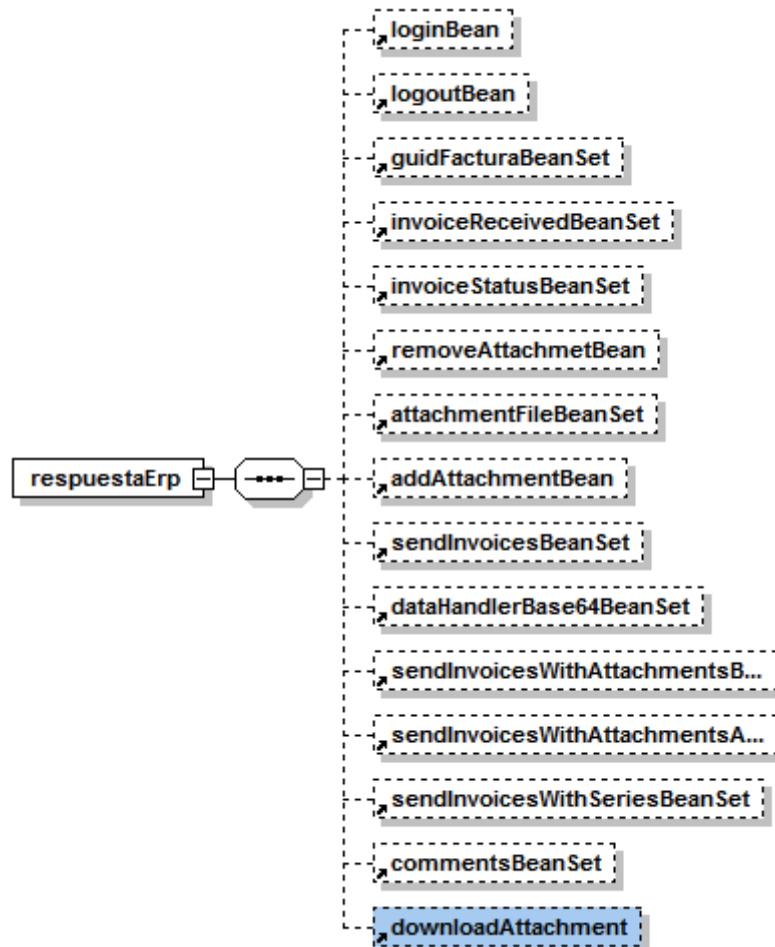 loginBean
logoutBean
guidFacturaBeanSet
invoiceReceivedBeanSet
invoiceStatusBeanSet
removeAttachmetBean
attachmentFileBeanSet
respuestaErp
addAttachmentBean
sendInvoicesBeanSet
dataHandlerBase64BeanSet
sendInvoicesWithAttachmentsB...
sendInvoicesWithAttachmentsA...
sendInvoicesWithSeriesBeanSet
commentsBeanSet
downloadAttachment